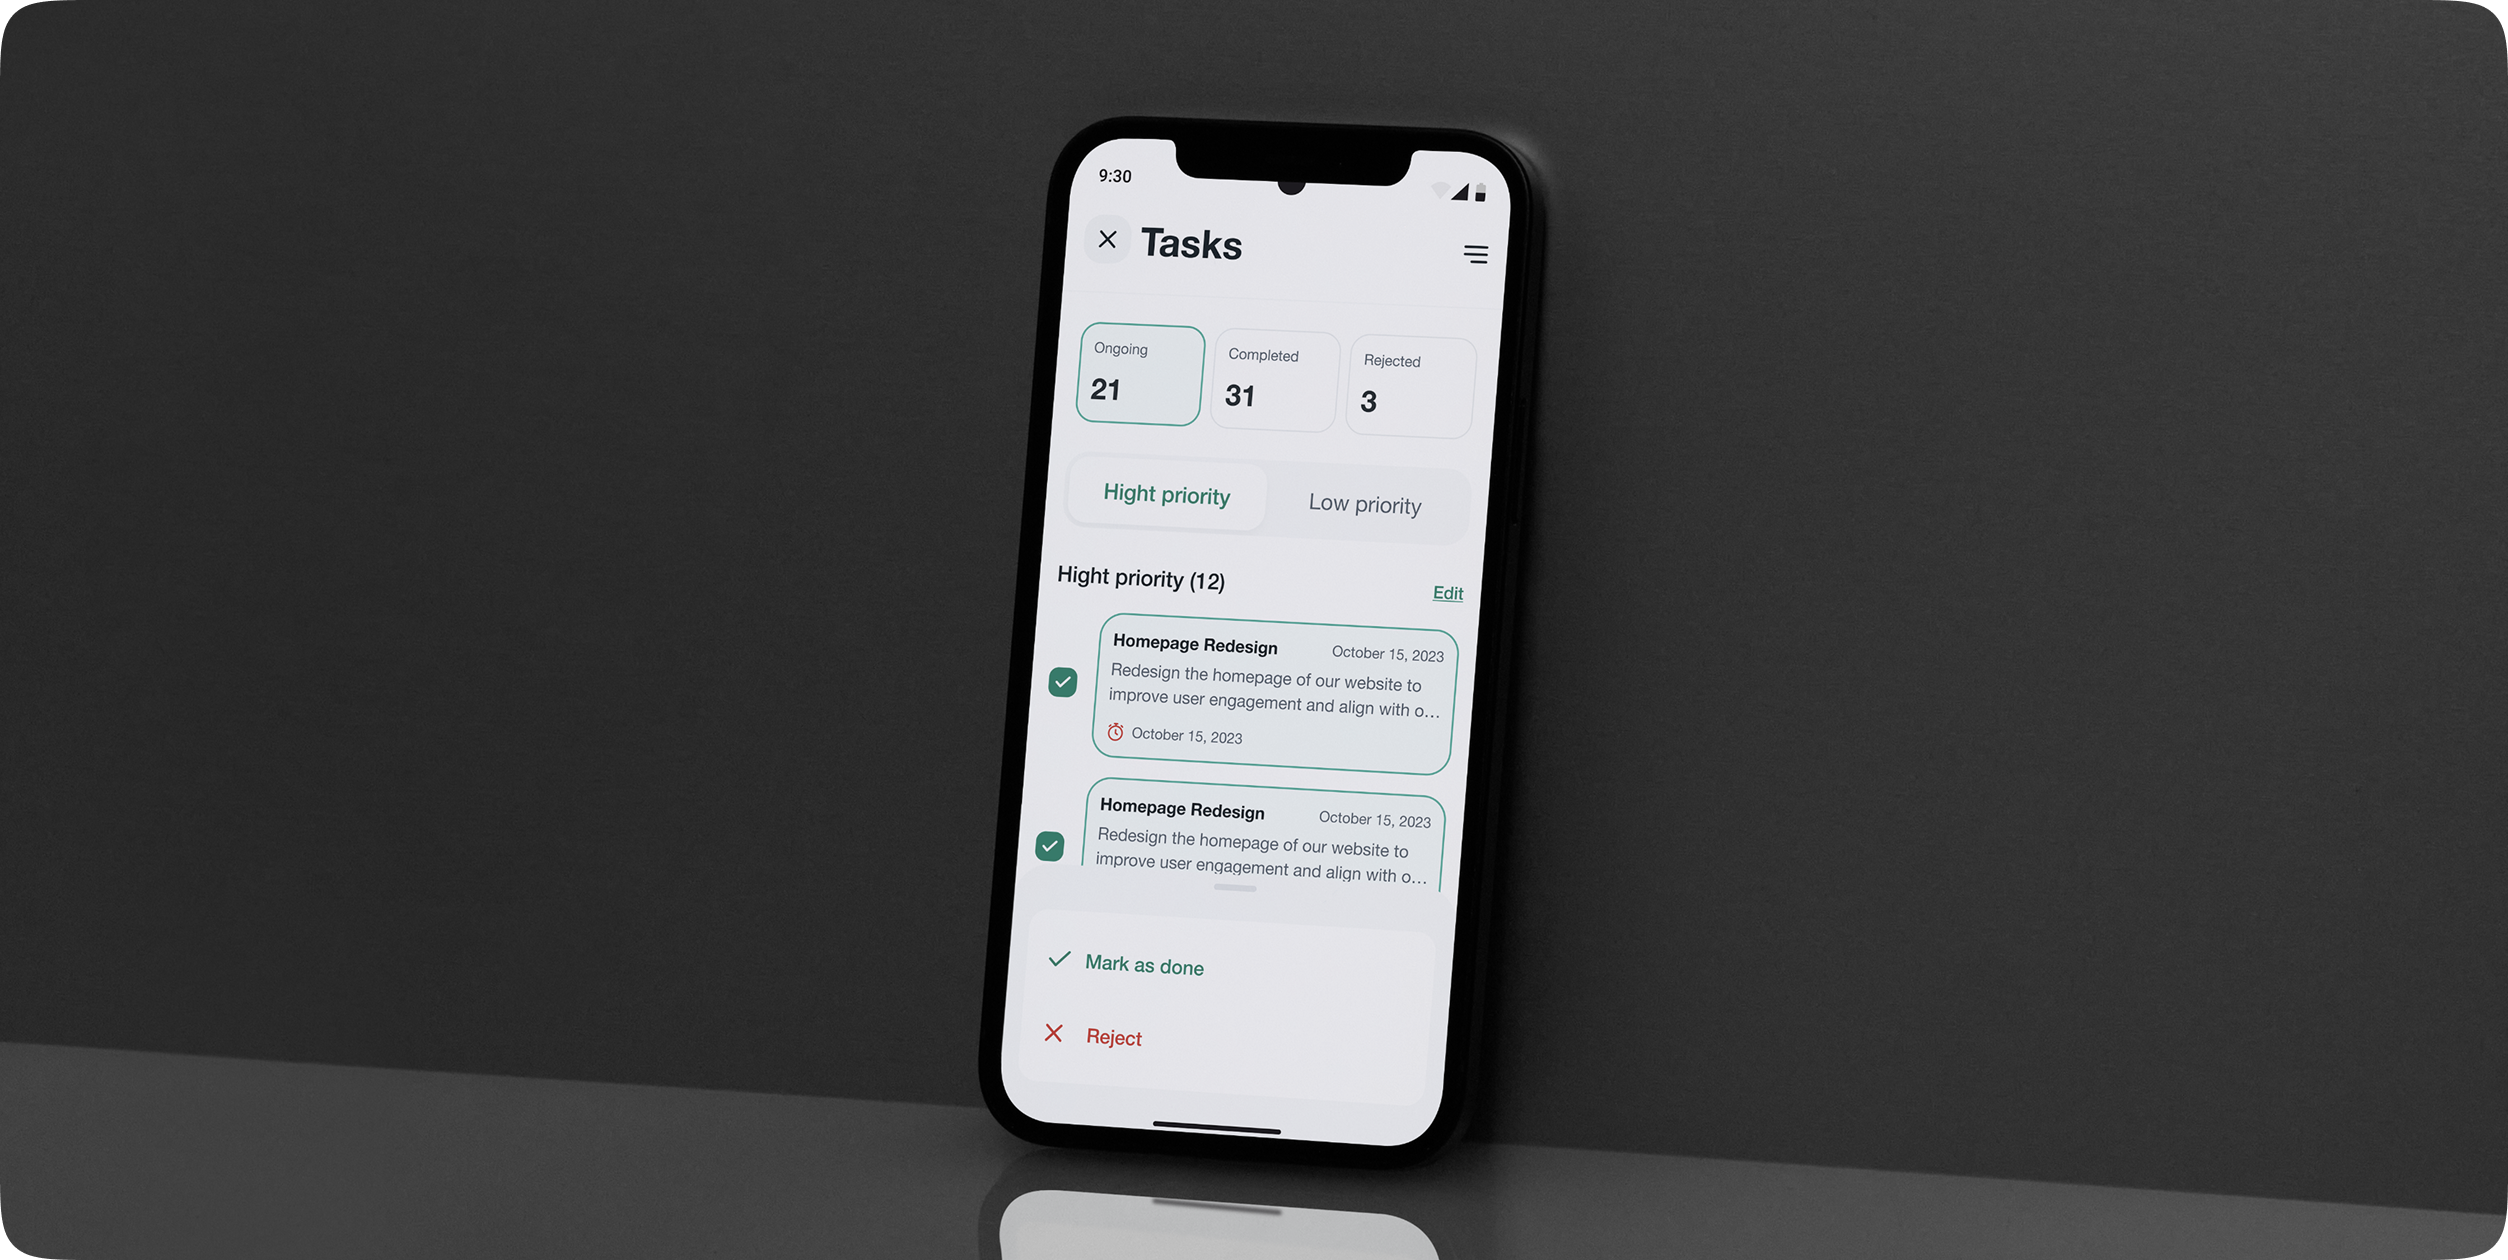 9:30
Tasks
Ongoing
21
Completed
31
Rejected
3
Hight priority
Low priority
Hight priority (12)
Edit
Homepage Redesign
October 15, 2023
Redesign the homepage of our website to
improve user engagement and align with o...
October 15, 2023
Homepage Redesign
October 15, 2023
Redesign the homepage of our website to
improve user engagement and align with o...
Mark as done
Reject